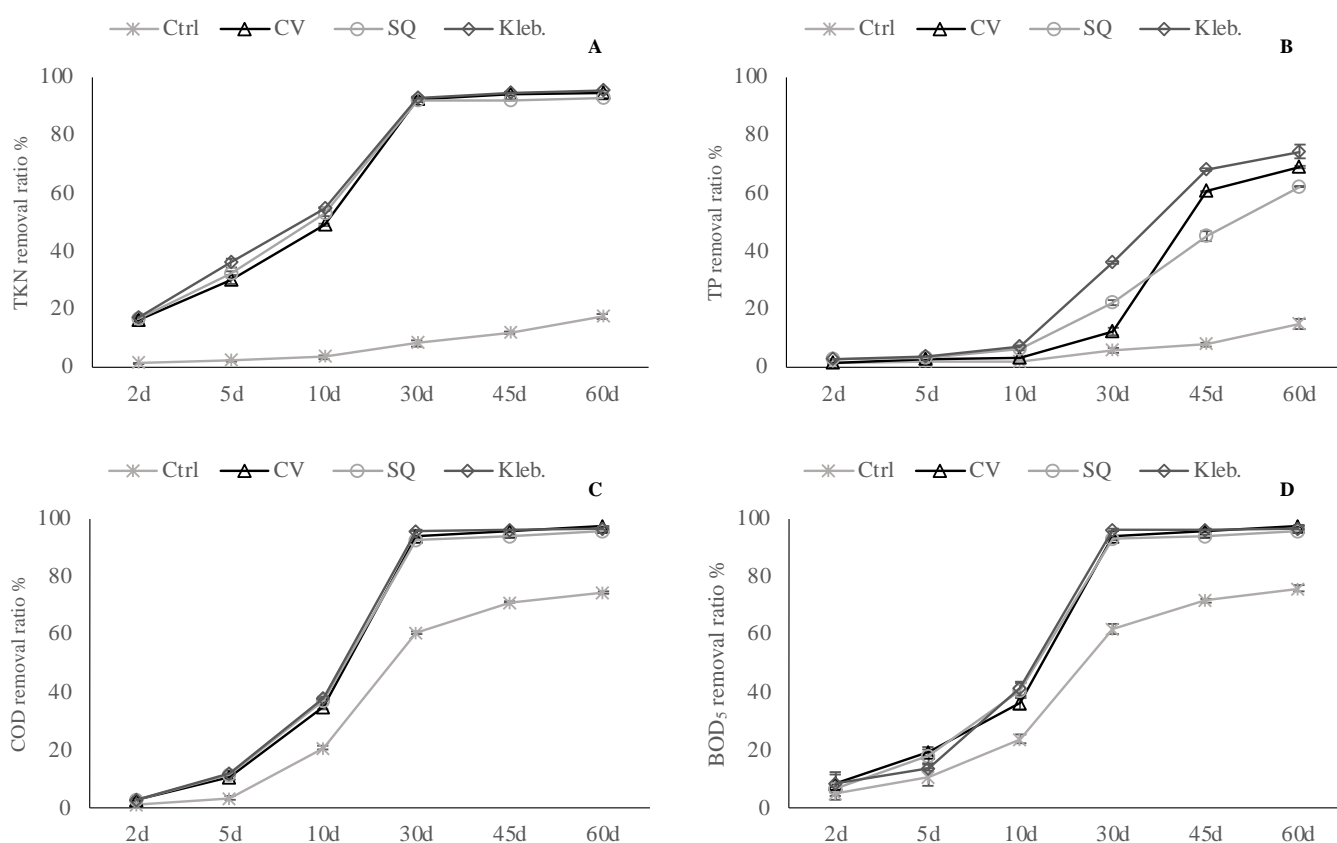 Ctrl CV SQ Kleb.
A
100
80
60
40
20
0
TKN removal ratio %
2d 5d 10d 30d 45d 60d
Ctrl CV SQ Kleb.
B
100
80
60
40
20
0
TP removal ratio %
2d 5d 10d 30d 45d 60d
Ctrl CV SQ Kleb.
C
100
80
60
40
20
0
COD removal ratio %
2d 5d 10d 30d 45d 60d
Ctrl CV SQ Kleb.
D
100
80
60
40
20
0
BOD₅ removal ratio %
2d 5d 10d 30d 45d 60d